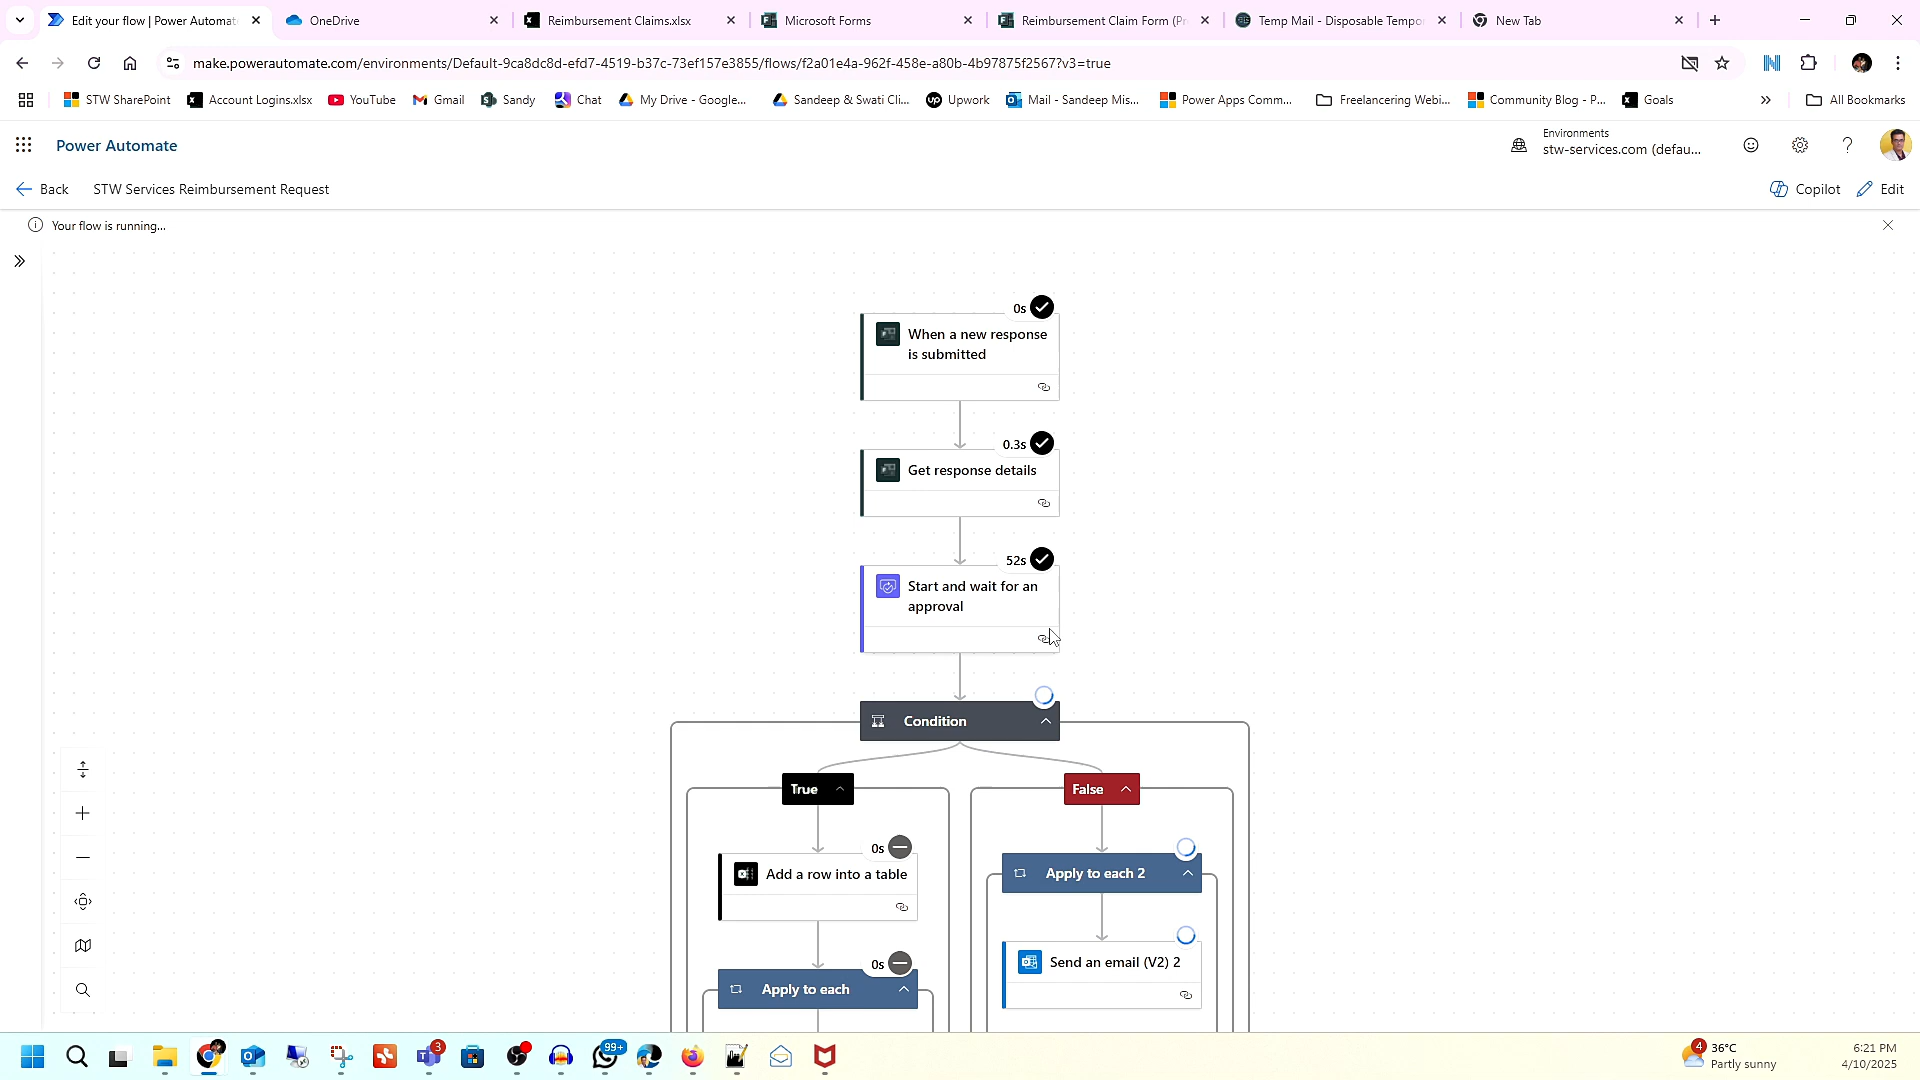 Edit your flow | Power Automat
OneDrive
Reimbursement Claims.xlsx
Microsoft Forms
Reimbursement Claim Form (Pr
Temp Mail - Disposable Tempo
New Tab
make.powerautomate.com/environments/Default-9ca8dc8d-efd7-4519-b37c-73ef157e3855/flows/f2a01e4a-962f-458e-a80b-4b97875f2567?v3=true
STW SharePoint
Account Logins.xlsx
YouTube
Gmail
Sandy
Chat
My Drive - Google...
Sandeep & Swati Cli...
Upwork
Mail - Sandeep Mis...
Power Apps Comm...
Freelancering Webi...
Community Blog - P...
Goals
All Bookmarks
Power Automate
Environments
stw-services.com (defau...
Back
STW Services Reimbursement Request
Copilot
Edit
Your flow is running...
0s
When a new response
is submitted
0.3s
Get response details
52s
Start and wait for an
approval
Condition
True
False
0s
Add a row into a table
Apply to each 2
0s
Apply to each
Send an email (V2) 2
3
99+
4
36°C
Partly sunny
6:21 PM
4/10/2025